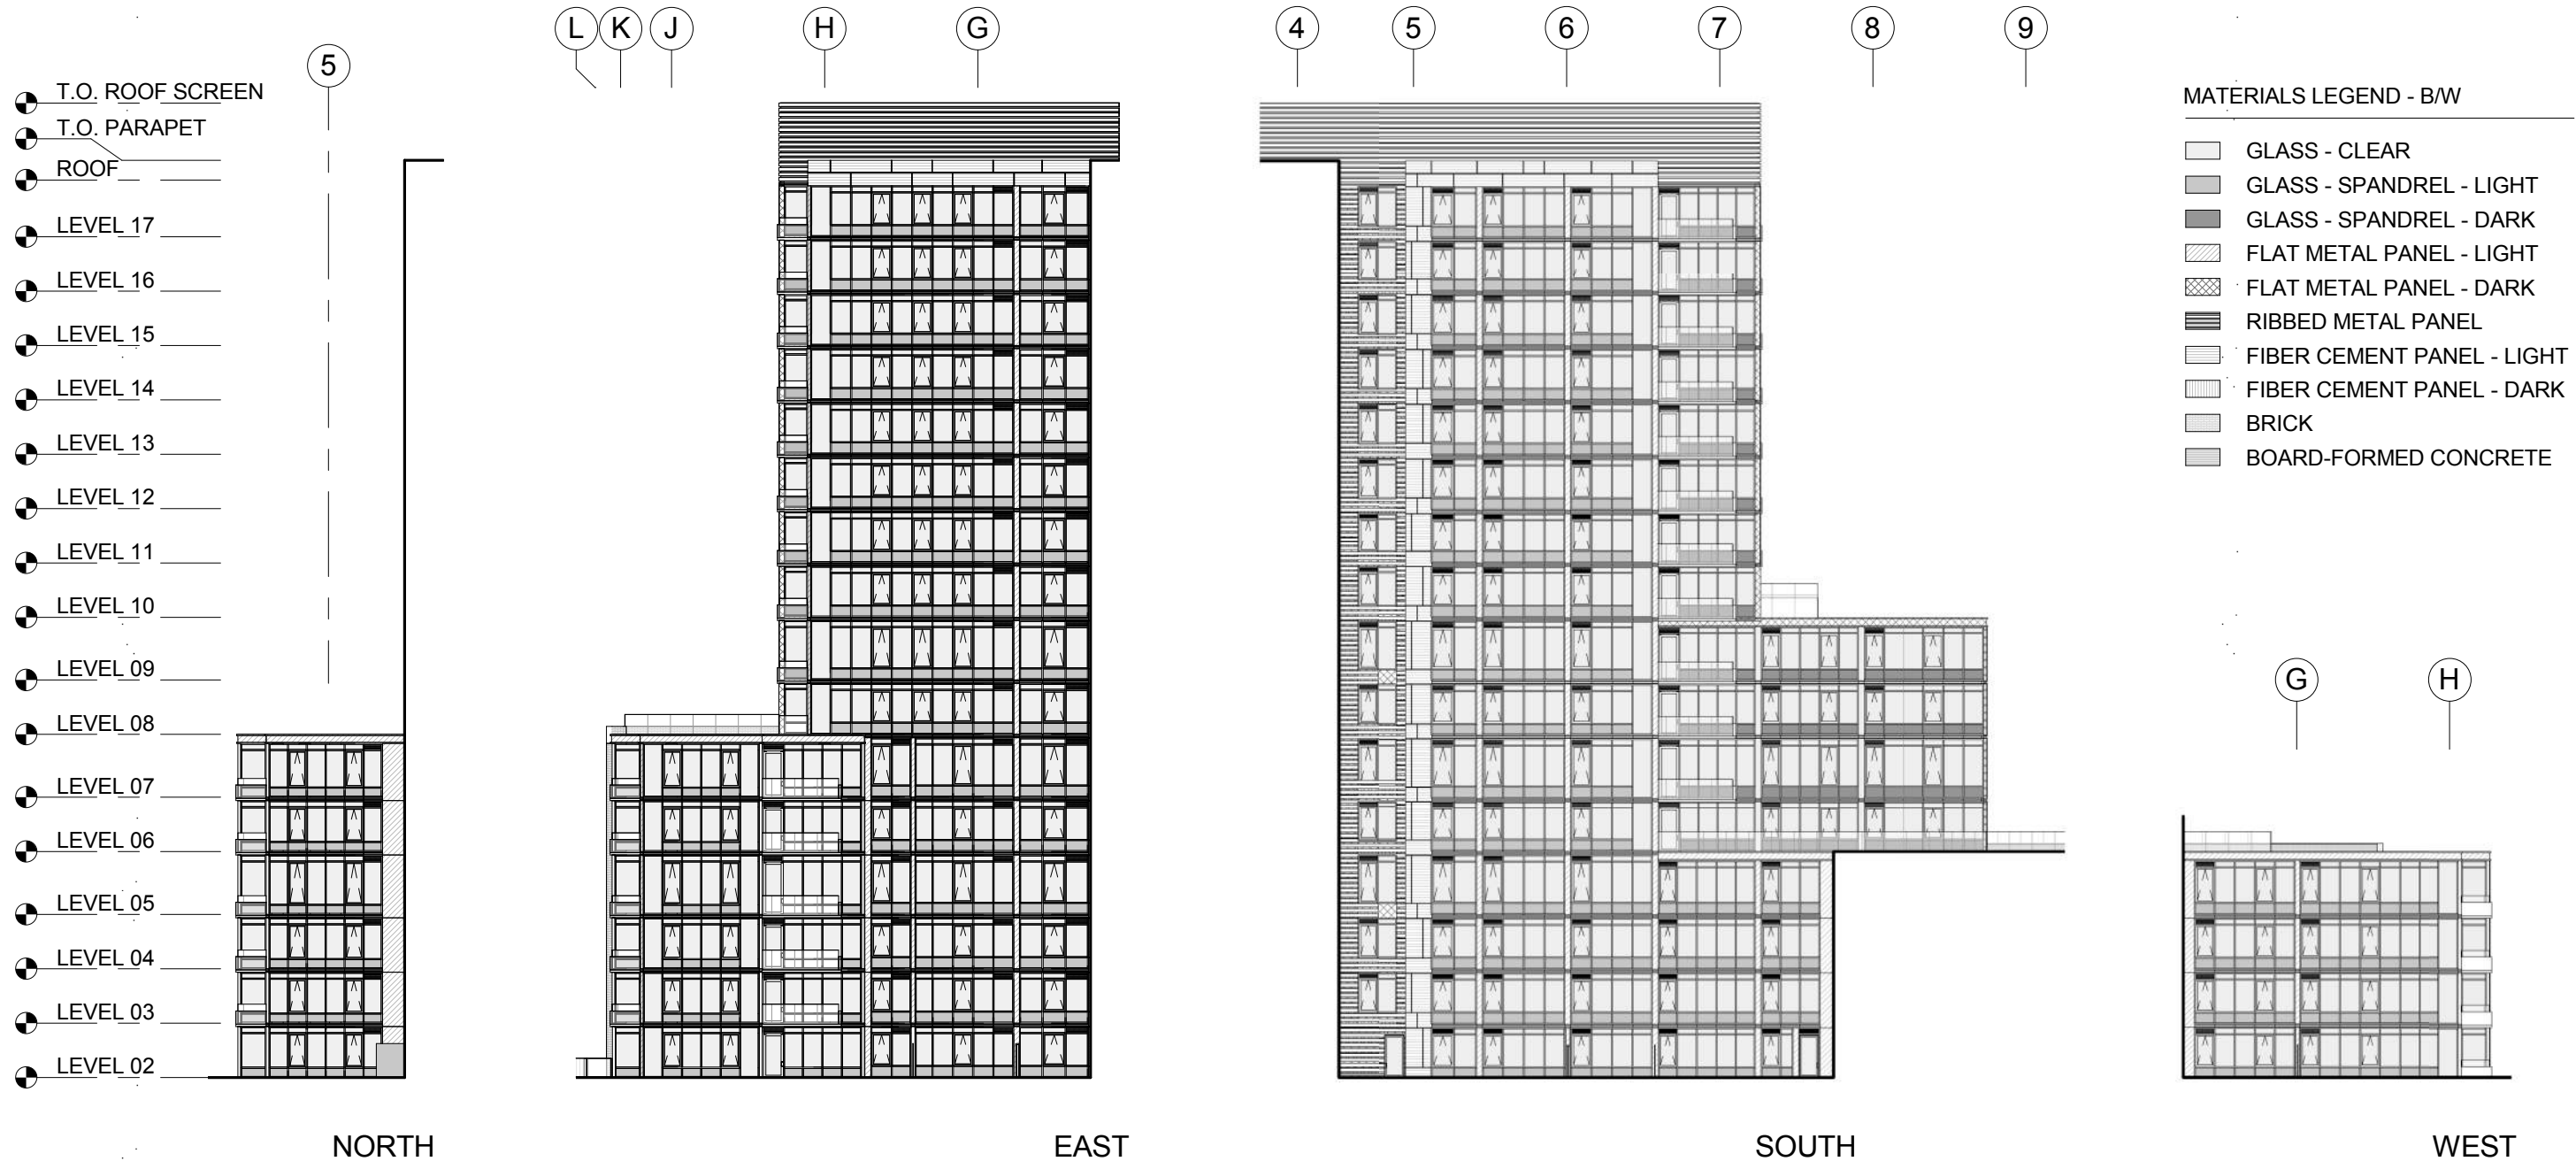 L K J H G 4 5 6 7 8 9
5
T.O. ROOF SCREEN
T.O. PARAPET
ROOF
LEVEL 17
LEVEL 16
LEVEL 15
LEVEL 14
LEVEL 13
LEVEL 12
LEVEL 11
LEVEL 10
LEVEL 09
LEVEL 08
LEVEL 07
LEVEL 06
LEVEL 05
LEVEL 04
LEVEL 03
LEVEL 02
MATERIALS LEGEND - B/W
GLASS - CLEAR
GLASS - SPANDREL - LIGHT
GLASS - SPANDREL - DARK
FLAT METAL PANEL - LIGHT
FLAT METAL PANEL - DARK
RIBBED METAL PANEL
FIBER CEMENT PANEL - LIGHT
FIBER CEMENT PANEL - DARK
BRICK
BOARD-FORMED CONCRETE
G H
NORTH EAST SOUTH WEST